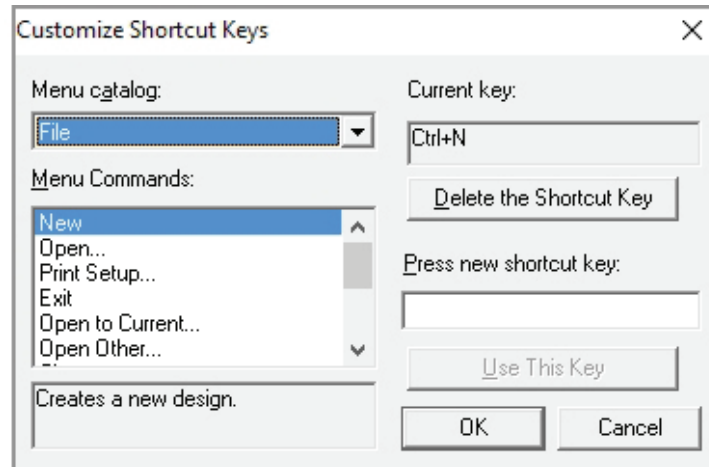 Customize Shortcut Keys
Menu catalog:
File
Menu Commands:
New
Open...
Print Setup...
Exit
Open to Current...
Open Other...
Creates a new design.
Current key:
Ctrl+N
Delete the Shortcut Key
Press new shortcut key:
Use This Key
OK
Cancel